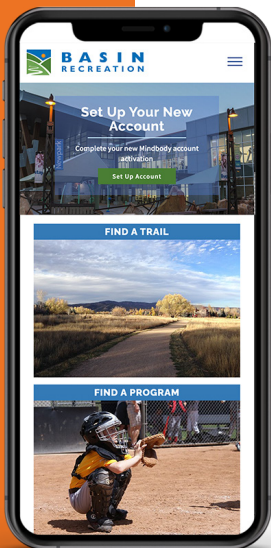 BASIN
RECREATION
Set Up Your New
Account
Complete your new Mindbody account
activation
Set Up Account
FIND A TRAIL
FIND A PROGRAM